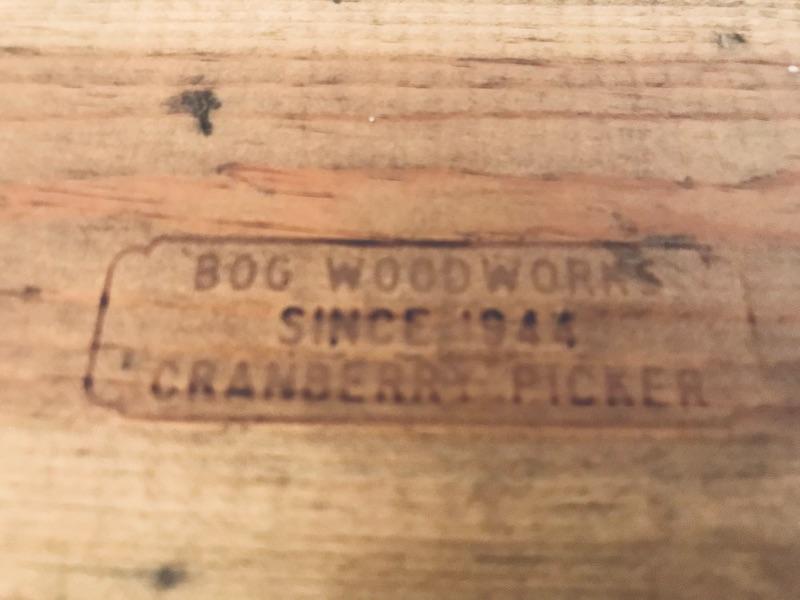 BOG WOODWORKS
SINCE 1944
CRANBERRY PICKER